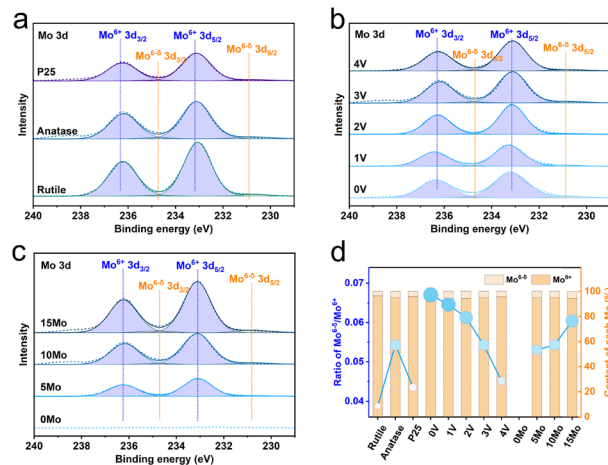 a
Mo 3d
Mo⁶⁺ 3d₃/₂
Mo⁶⁻ᵟ 3d₃/₂
Mo⁶⁺ 3d₅/₂
Mo⁶⁻ᵟ 3d₅/₂
P25
Anatase
Rutile
Intensity
240 238 236 234 232 230
Binding energy (eV)
b
Mo 3d
Mo⁶⁺ 3d₃/₂
Mo⁶⁻ᵟ 3d₃/₂
Mo⁶⁺ 3d₅/₂
Mo⁶⁻ᵟ 3d₅/₂
4V
3V
2V
1V
0V
Intensity
240 238 236 234 232 230
Binding energy (eV)
c
Mo 3d
Mo⁶⁺ 3d₃/₂
Mo⁶⁻ᵟ 3d₃/₂
Mo⁶⁺ 3d₅/₂
Mo⁶⁻ᵟ 3d₅/₂
15Mo
10Mo
5Mo
0Mo
Intensity
240 238 236 234 232 230
Binding energy (eV)
d
Mo⁶⁻ᵟ Mo⁶⁺
0.07
0.06
0.05
0.04
Ratio of Mo⁶⁻ᵟ/Mo⁶⁺
100
80
60
40
20
0
Content of each Mo (%)
Rutile
Anatase
P25
0V
1V
2V
3V
4V
0Mo
5Mo
10Mo
15Mo